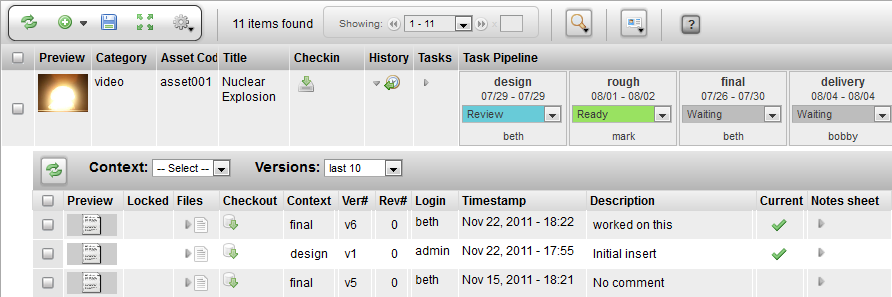 11 items found Showing: 1 - 11 x ?
Preview Category Asset Cod Title Checkin History Tasks Task Pipeline
video asset001 Nuclear Explosion
design rough final delivery
07/29 - 07/29 08/01 - 08/02 07/26 - 07/30 08/04 - 08/04
Review Ready Waiting Waiting
beth mark beth bobby
Context: -- Select -- Versions: last 10
Preview Locked Files Checkout Context Ver# Rev# Login Timestamp Description Current Notes sheet
final v6 0 beth Nov 22, 2011 - 18:22 worked on this
design v1 0 admin Nov 22, 2011 - 17:55 Initial insert
final v5 0 beth Nov 15, 2011 - 18:21 No comment